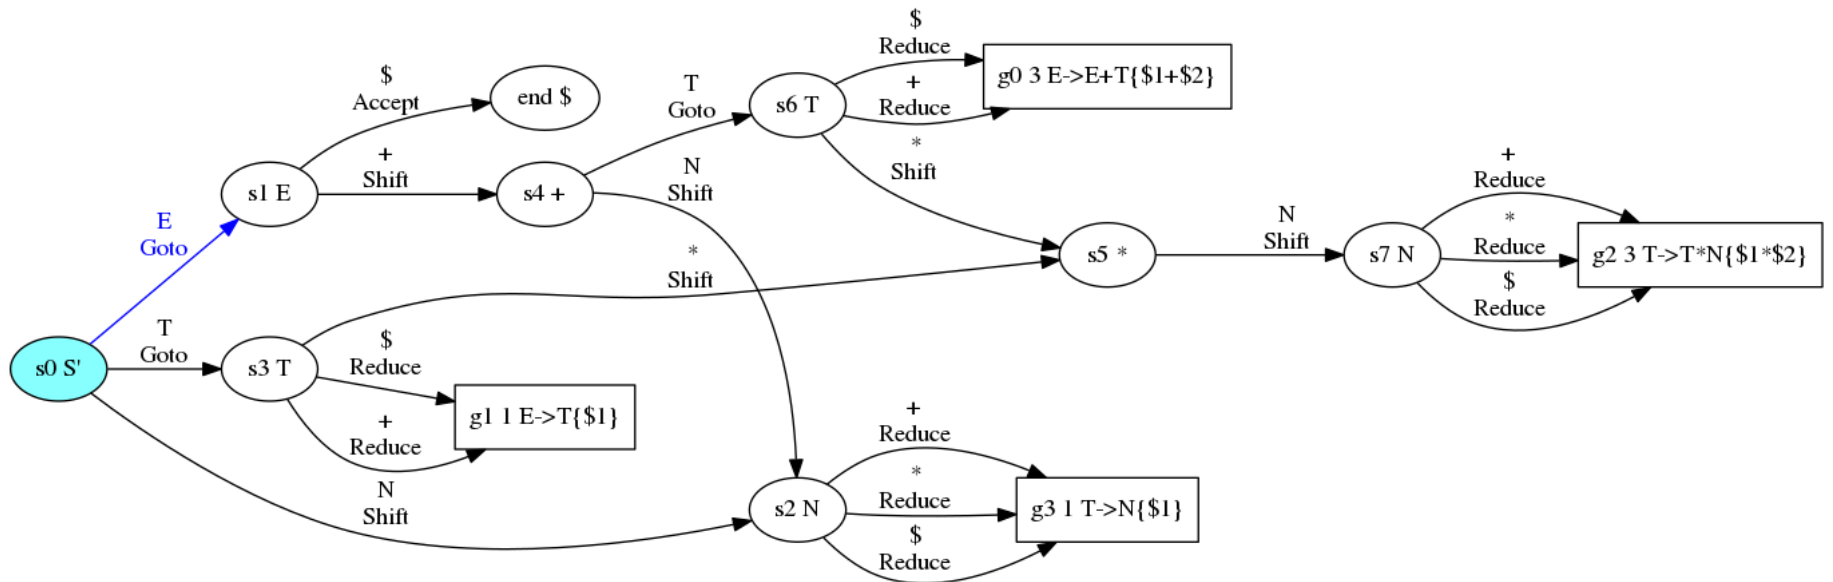 $
Reduce
g0 3 E->E+T{$1+$2}
+
Reduce
s6 T
T
Goto
$
Accept
end $
*
Shift
+
Shift
s1 E
s4 +
N
Shift
+
Reduce
E
Goto
*
Shift
s5 *
N
Shift
s7 N
*
Reduce
g2 3 T->T*N{$1*$2}
$
Reduce
s0 S'
T
Goto
s3 T
$
Reduce
g1 1 E->T{$1}
+
Reduce
N
Shift
s2 N
+
Reduce
*
Reduce
g3 1 T->N{$1}
$
Reduce